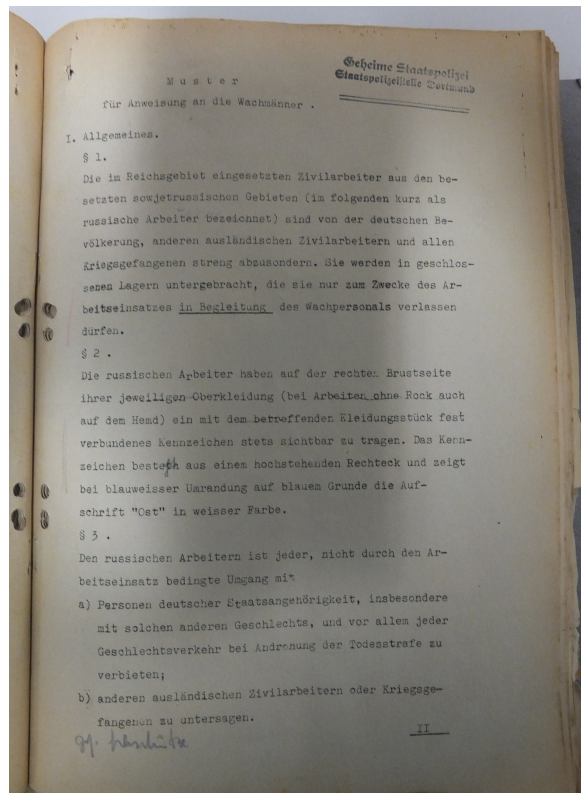 Geheime Staatspolizei
Staatspolizeistelle Dortmund
Muster
für Anweisung an die Wachmänner .
I. Allgemeines.
§ 1.
Die im Reichsgebiet eingesetzten Zivilarbeiter aus den be-
setzten sowjetrussischen Gebieten (im folgenden kurz als
russische Arbeiter bezeichnet) sind von der deutschen Be-
völkerung, anderen ausländischen Zivilarbeitern und allen
Kriegsgefangenen streng abzusondern. Sie werden in geschlos-
senen Lagern untergebracht, die sie nur zum Zwecke des Ar-
beitseinsatzes in Begleitung des Wachpersonals verlassen
dürfen.
§ 2 .
Die russischen Arbeiter haben auf der rechten Brustseite
ihrer jeweiligen Oberkleidung (bei Arbeiten ohne Rock auch
auf dem Hemd) ein mit dem betreffenden Kleidungsstück fest
verbundenes Kennzeichen stets sichtbar zu tragen. Das Kenn-
zeichen besteht aus einem hochstehenden Rechteck und zeigt
bei blauweisser Umrandung auf blauem Grunde die Auf-
schrift "Ost" in weisser Farbe.
§ 3 .
Den russischen Arbeitern ist jeder, nicht durch den Ar-
beitseinsatz bedingte Umgang mit
a) Personen deutscher Staatsangehörigkeit, insbesondere
mit solchen anderen Geschlechts, und vor allem jeder
Geschlechtsverkehr bei Androhung der Todesstrafe zu
verbieten;
b) anderen ausländischen Zivilarbeitern oder Kriegsge-
fangenen zu untersagen.
II